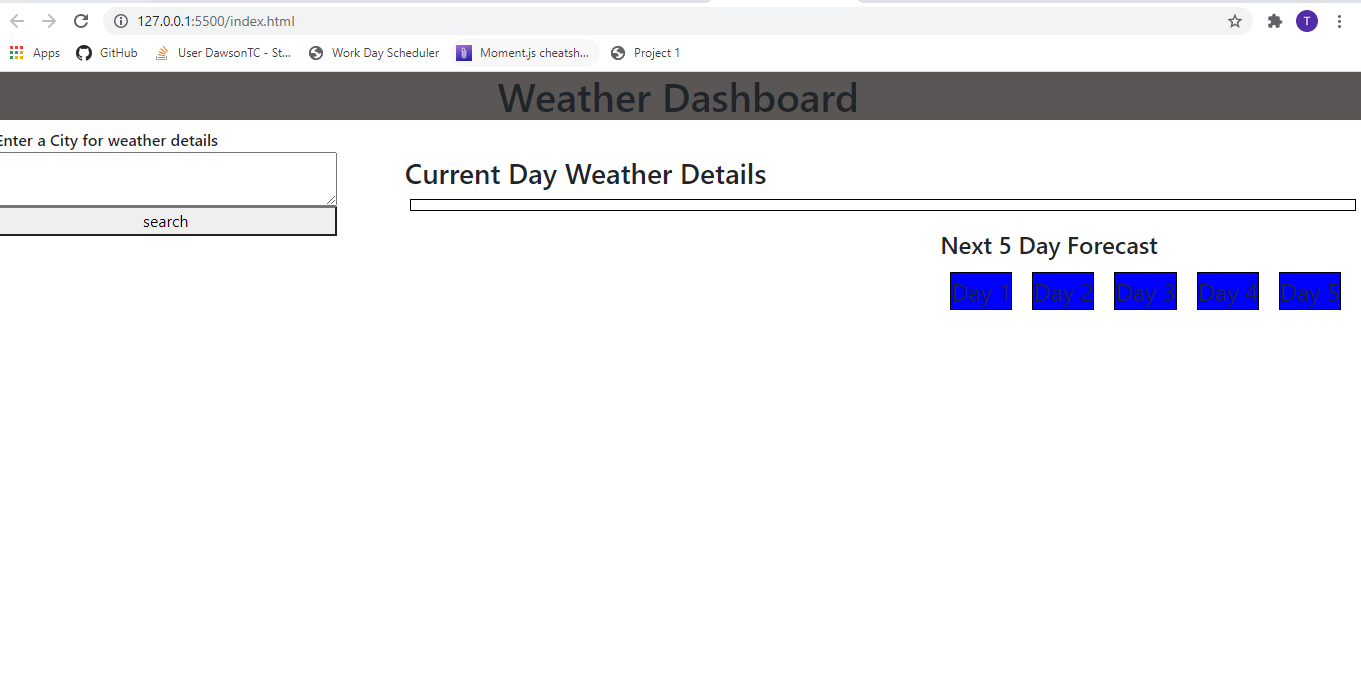 127.0.0.1:5500/index.html
T
Apps GitHub User DawsonTC - St... Work Day Scheduler Moment.js cheatsh... Project 1
Weather Dashboard
Enter a City for weather details
search
Current Day Weather Details
Next 5 Day Forecast
Day 1 Day 2 Day 3 Day 4 Day 5